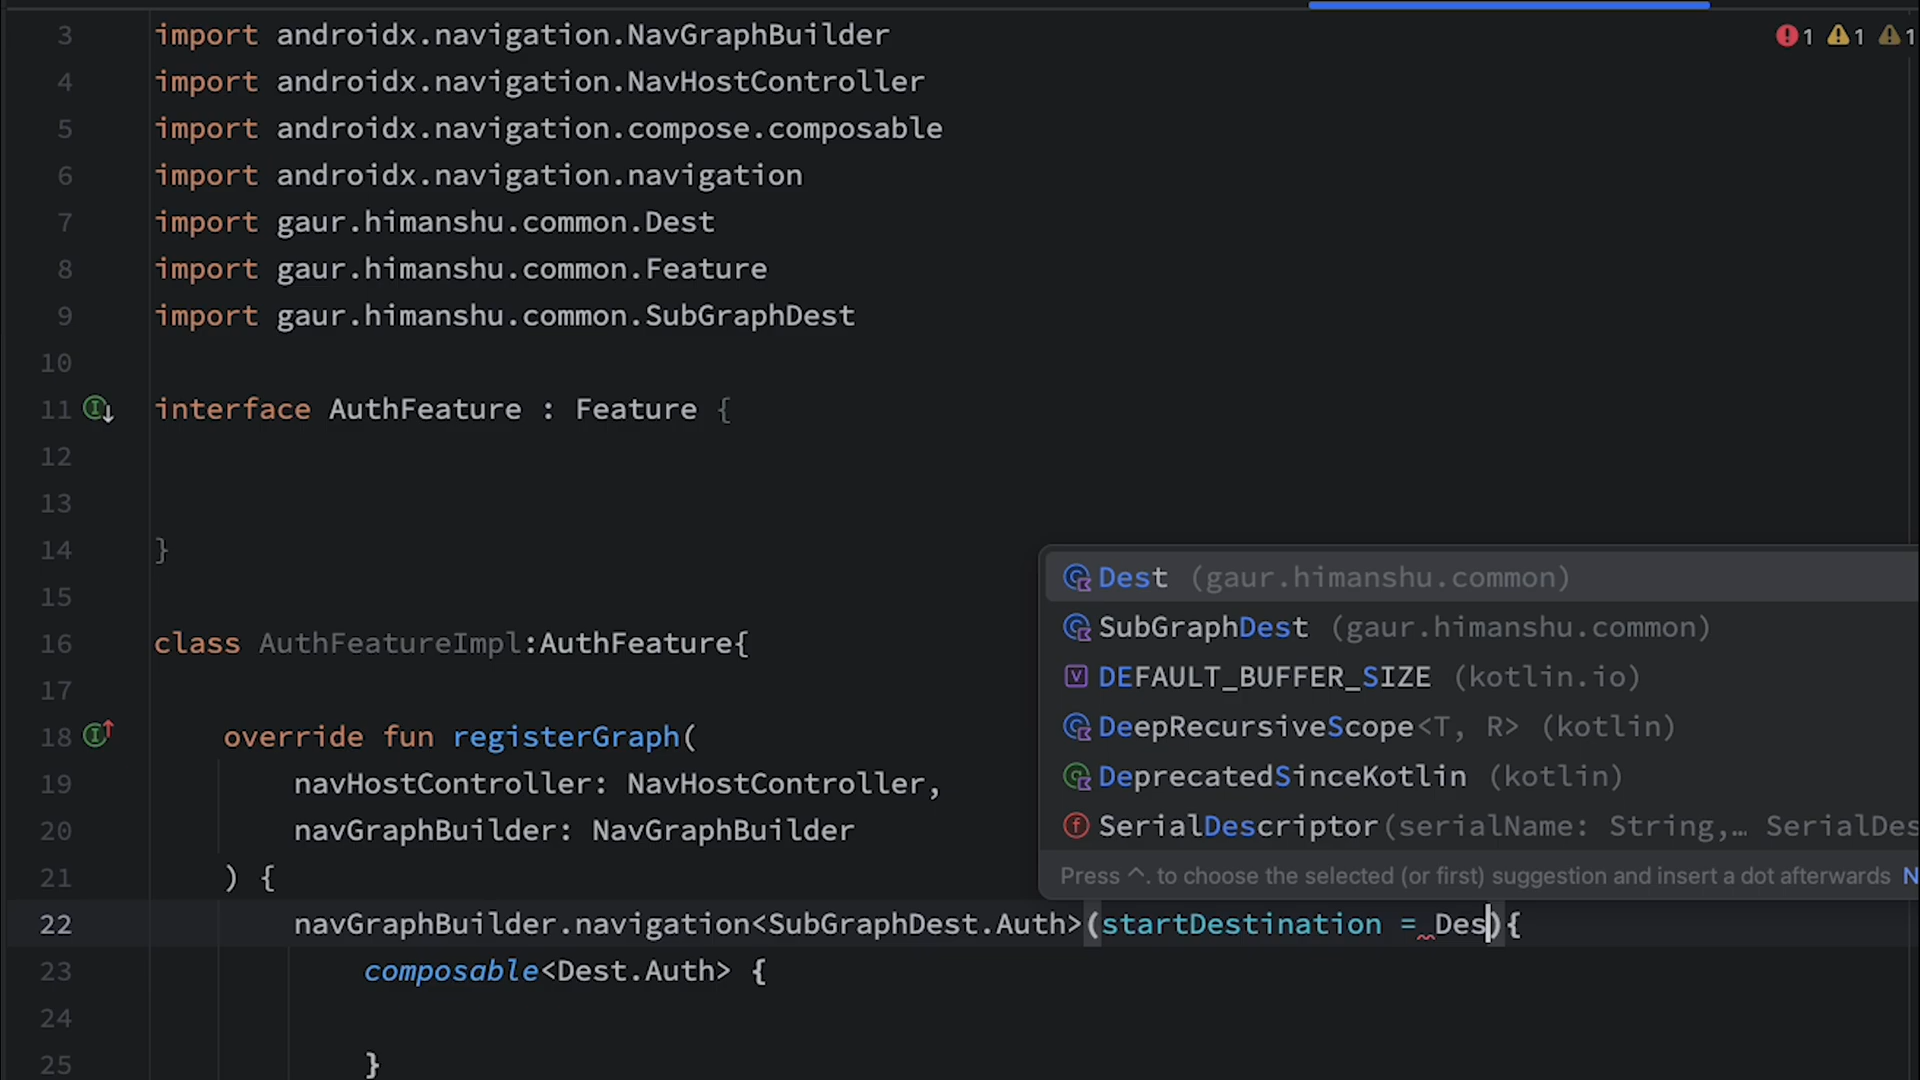 3 import androidx.navigation.NavGraphBuilder
1 1 1
4 import androidx.navigation.NavHostController
5 import androidx.navigation.compose.composable
6 import androidx.navigation.navigation
7 import gaur.himanshu.common.Dest
8 import gaur.himanshu.common.Feature
9 import gaur.himanshu.common.SubGraphDest
10
11 interface AuthFeature : Feature {
12
13
14 }
15
16 class AuthFeatureImpl:AuthFeature{
17
18 override fun registerGraph(
19 navHostController: NavHostController,
20 navGraphBuilder: NavGraphBuilder
21 ) {
Dest (gaur.himanshu.common)
SubGraphDest (gaur.himanshu.common)
DEFAULT_BUFFER_SIZE (kotlin.io)
DeepRecursiveScope<T, R> (kotlin)
DeprecatedSinceKotlin (kotlin)
SerialDescriptor(serialName: String,… SerialDes
Press ^. to choose the selected (or first) suggestion and insert a dot afterwards N
22 navGraphBuilder.navigation<SubGraphDest.Auth>(startDestination = Des){
23 composable<Dest.Auth> {
24
25 }